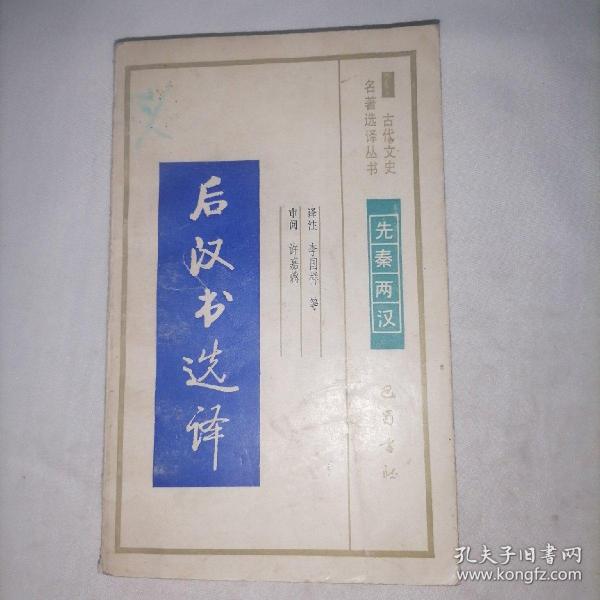 古代文史
名著选译丛书
先秦两汉
译注 李国祥 等
审阅 许嘉璐
后汉书选译
巴蜀书社
孔夫子旧书网
www.kongfz.com